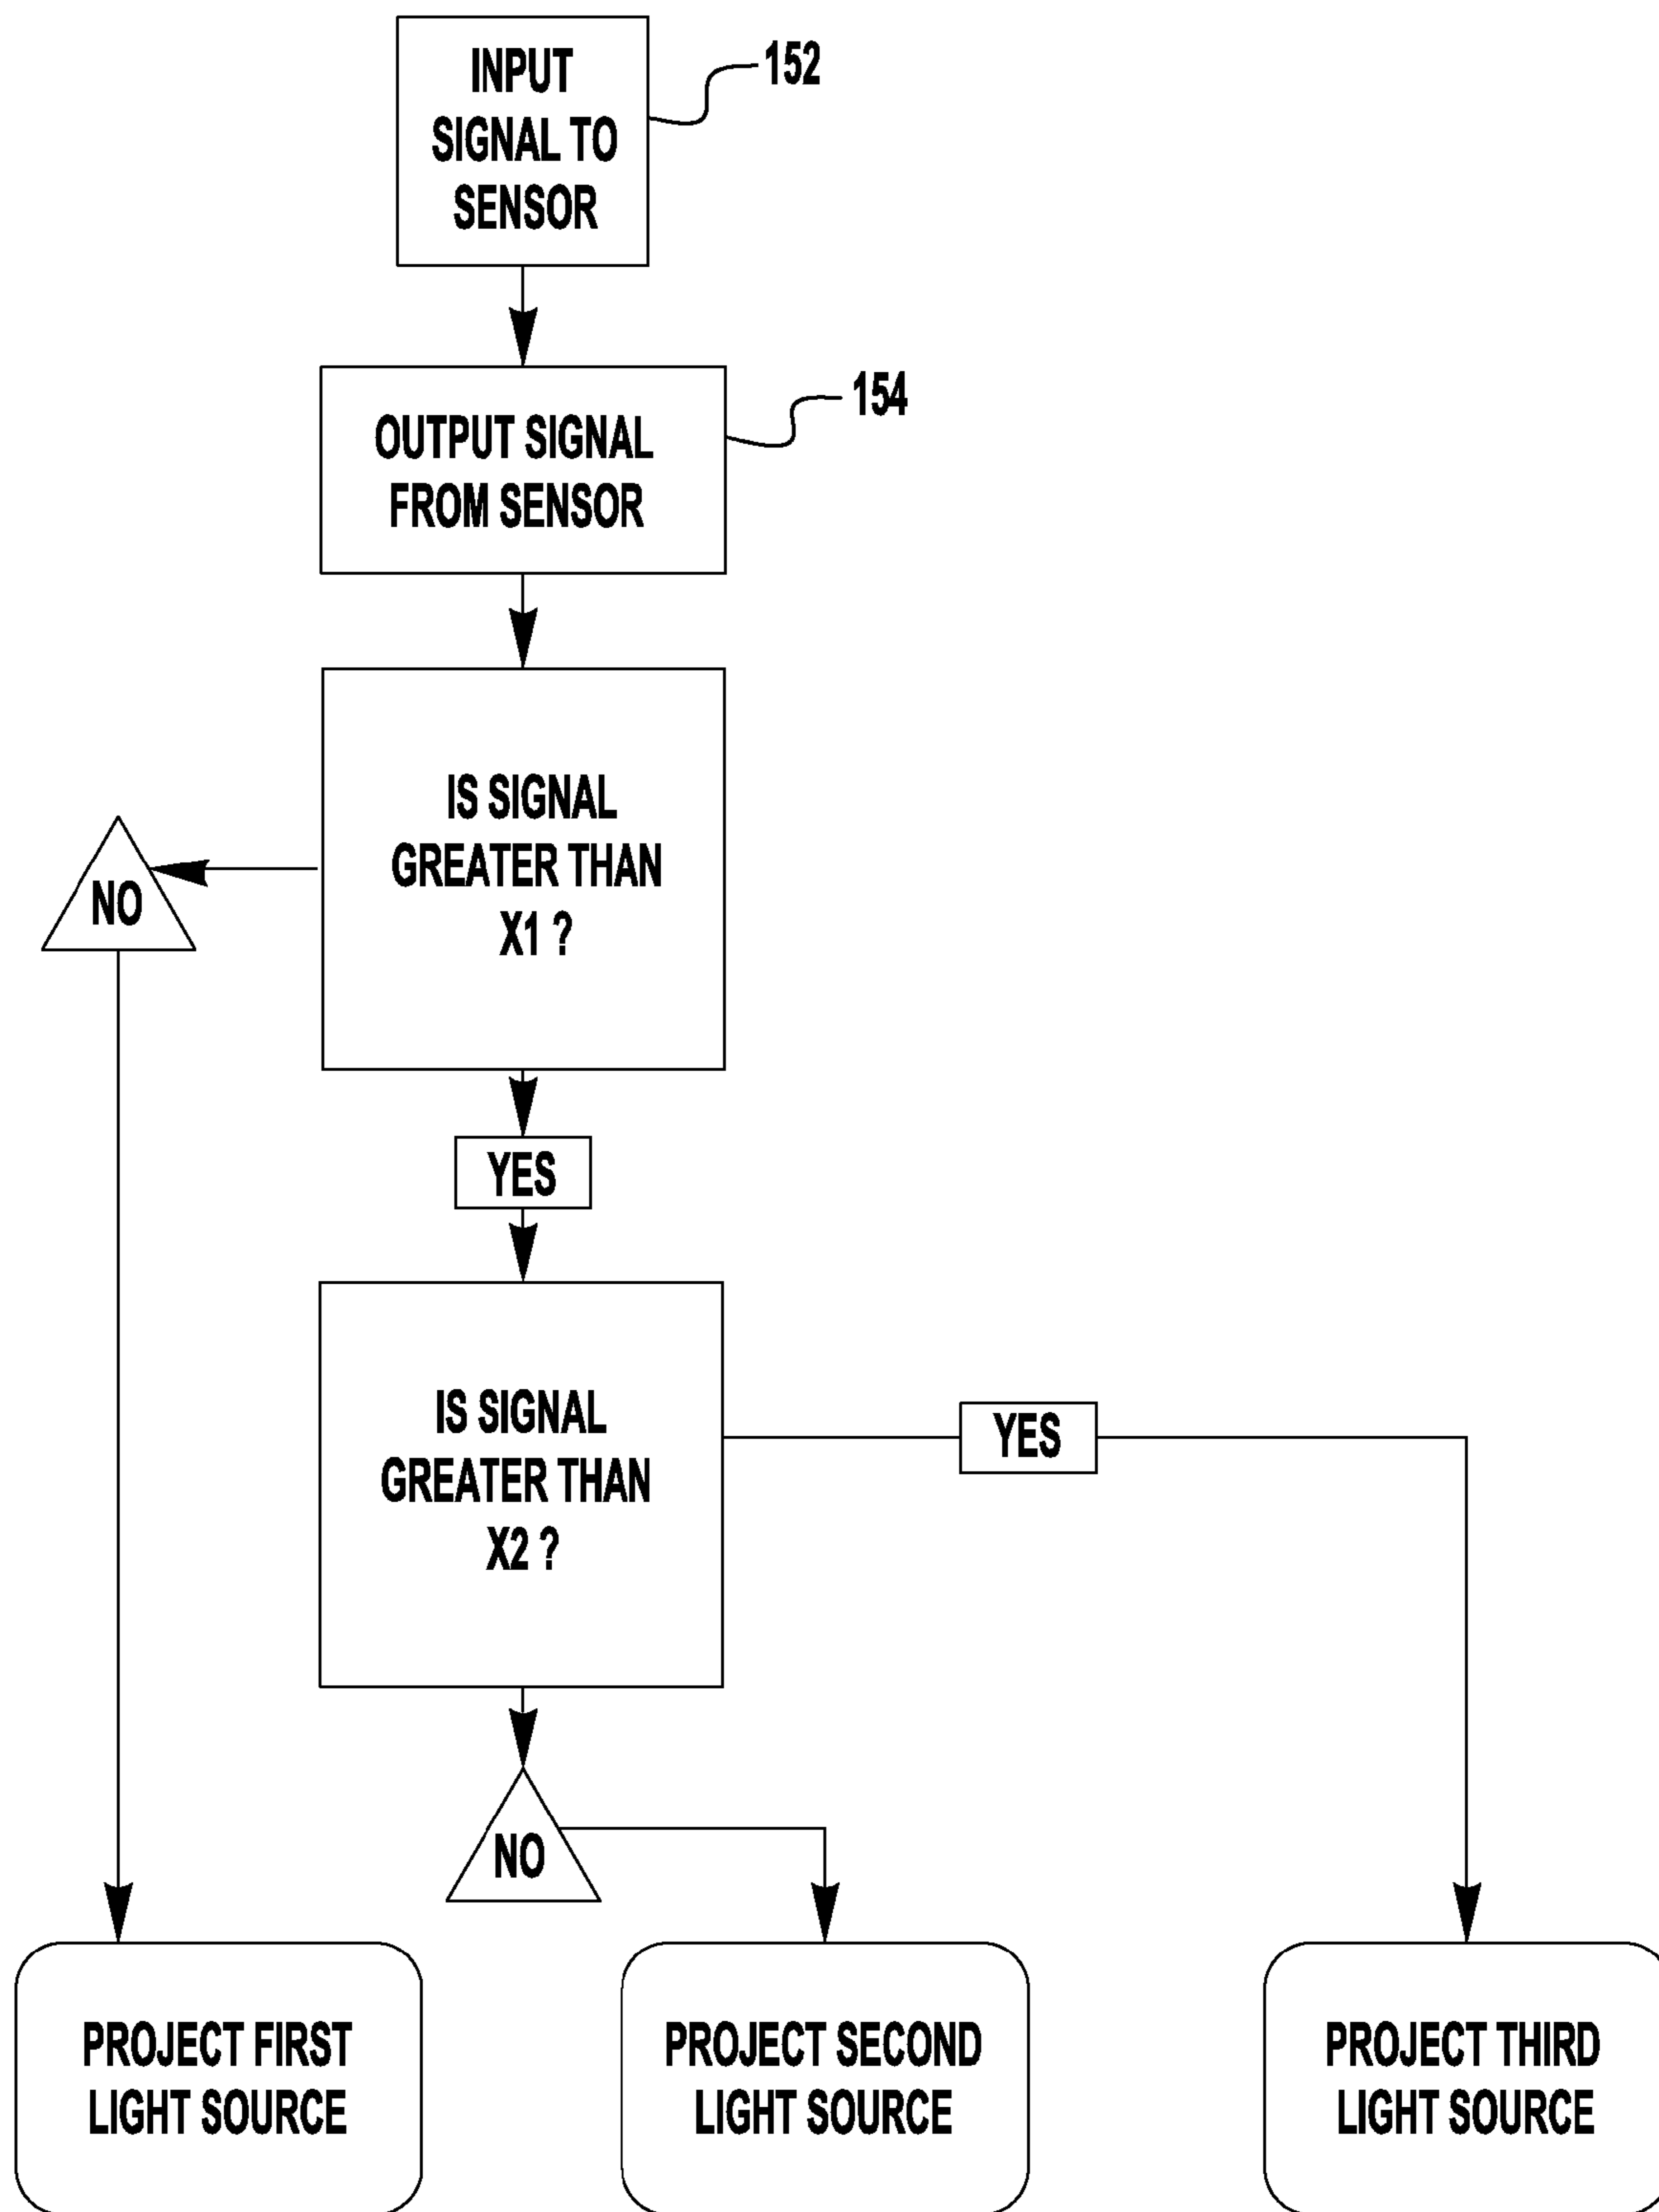 INPUT
SIGNAL TO
SENSOR
152
OUTPUT SIGNAL
FROM SENSOR
154
IS SIGNAL
GREATER THAN
X1 ?
NO
YES
IS SIGNAL
GREATER THAN
X2 ?
YES
NO
PROJECT FIRST
LIGHT SOURCE
PROJECT SECOND
LIGHT SOURCE
PROJECT THIRD
LIGHT SOURCE